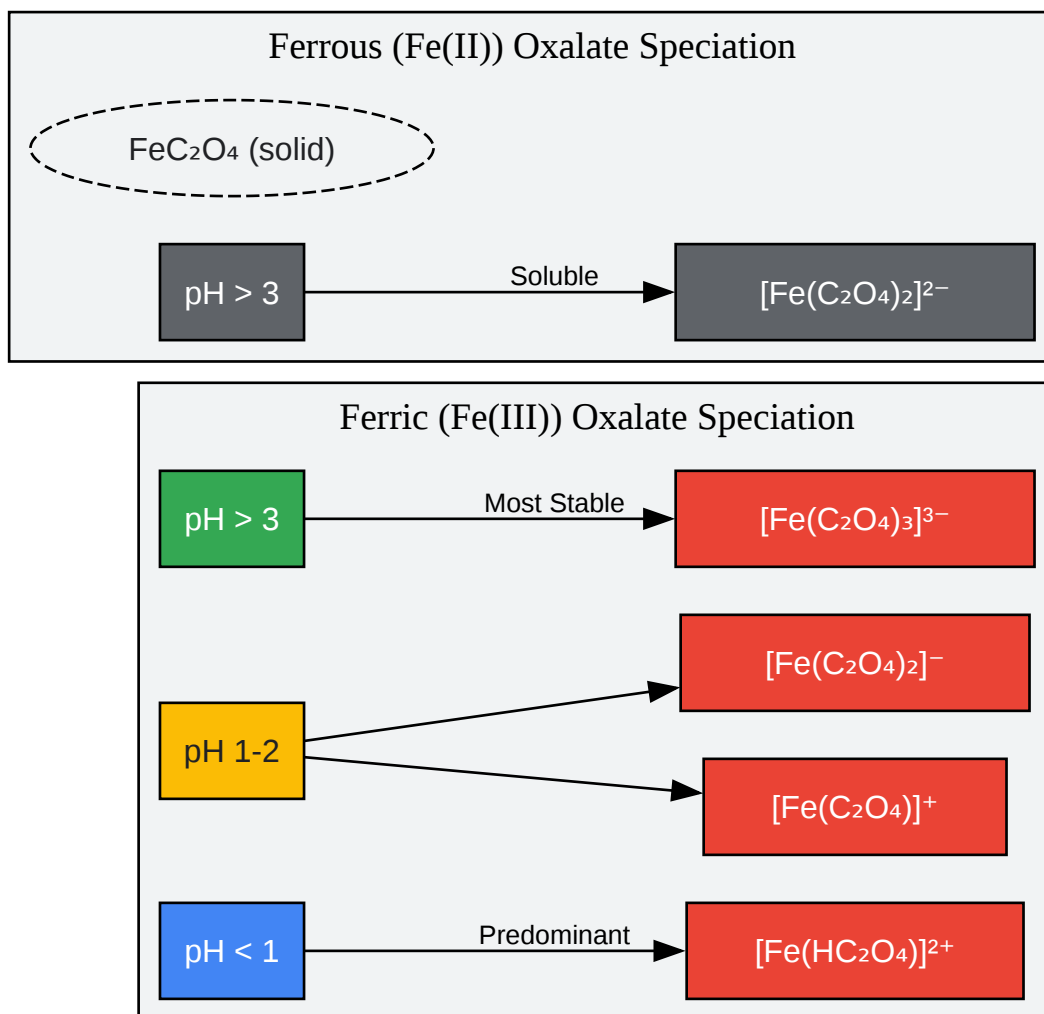 Ferrous (Fe(II)) Oxalate Speciation
FeC₂O₄ (solid)
pH > 3
Soluble
[Fe(C₂O₄)₂]²⁻
Ferric (Fe(III)) Oxalate Speciation
pH > 3
Most Stable
[Fe(C₂O₄)₃]³⁻
pH 1-2
[Fe(C₂O₄)₂]⁻
[Fe(C₂O₄)]⁺
pH < 1
Predominant
[Fe(HC₂O₄)]²⁺